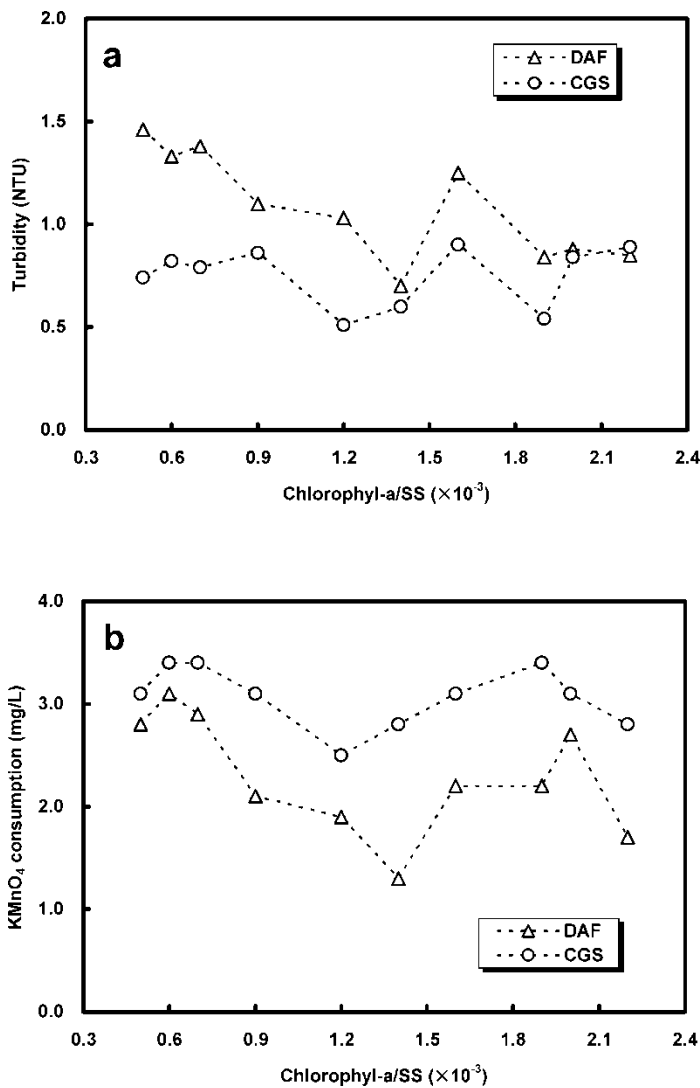 a
DAF
CGS
Turbidity (NTU)
2.0
1.5
1.0
0.5
0.0
0.3 0.6 0.9 1.2 1.5 1.8 2.1 2.4
Chlorophyl-a/SS (×10⁻³)
b
KMnO₄ consumption (mg/L)
4.0
3.0
2.0
1.0
0.0
DAF
CGS
0.3 0.6 0.9 1.2 1.5 1.8 2.1 2.4
Chlorophyl-a/SS (×10⁻³)